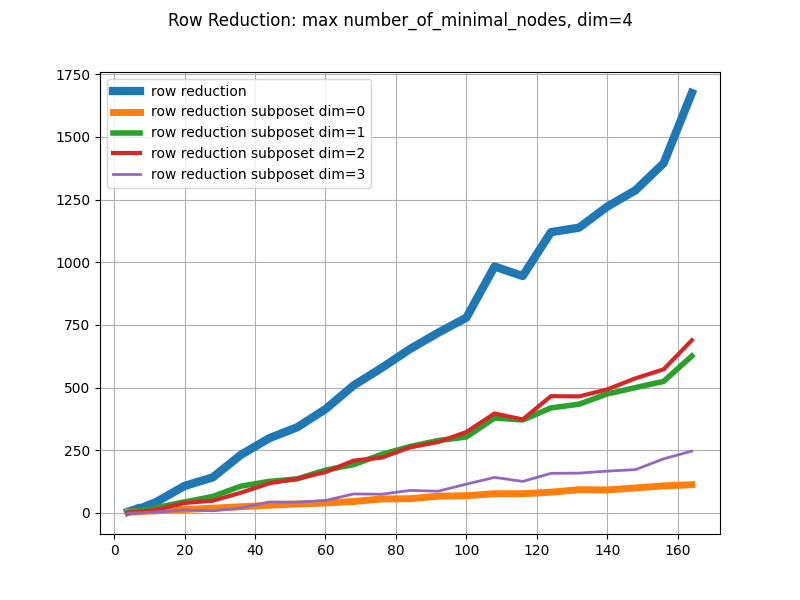 Row Reduction: max number_of_minimal_nodes, dim=4
1750
1500
1250
1000
750
500
250
0
row reduction
row reduction subposet dim=0
row reduction subposet dim=1
row reduction subposet dim=2
row reduction subposet dim=3
0 20 40 60 80 100 120 140 160